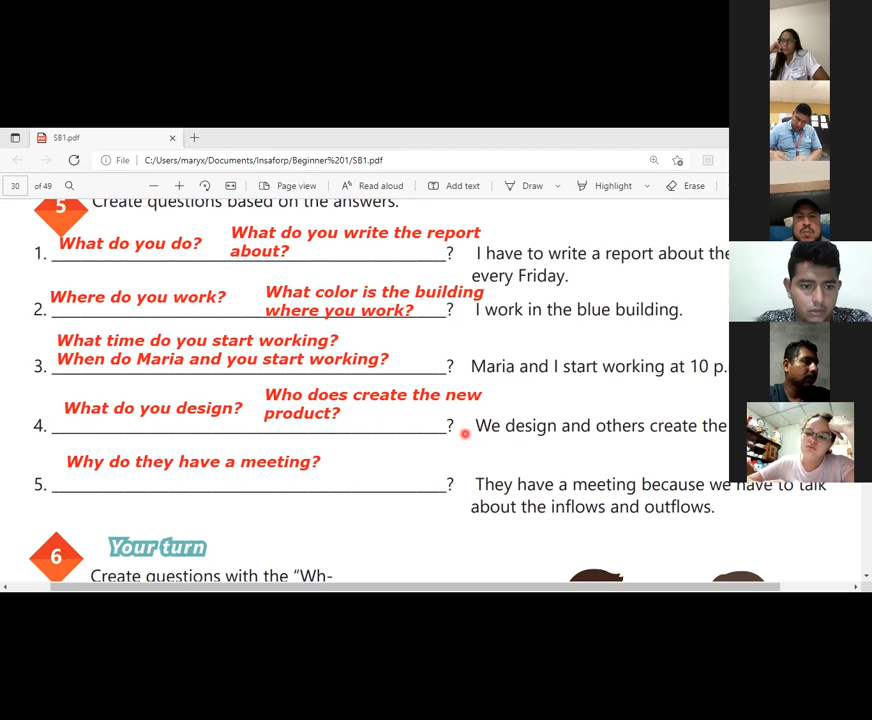 SB1.pdf
File C:/Users/maryx/Documents/Insaforp/Beginner%201/SB1.pdf
30 of 49 Page view Read aloud Add text Draw Highlight Erase
5 Create questions based on the answers.
What do you do? What do you write the report
about?
1. ? I have to write a report about the
every Friday.
Where do you work? What color is the building
where you work?
2. ? I work in the blue building.
What time do you start working?
When do Maria and you start working?
3. ? Maria and I start working at 10 p.
What do you design? Who does create the new
product?
4. ? We design and others create the
Why do they have a meeting?
5. ? They have a meeting because we have to talk
about the inflows and outflows.
6 Your turn
Create questions with the “Wh-